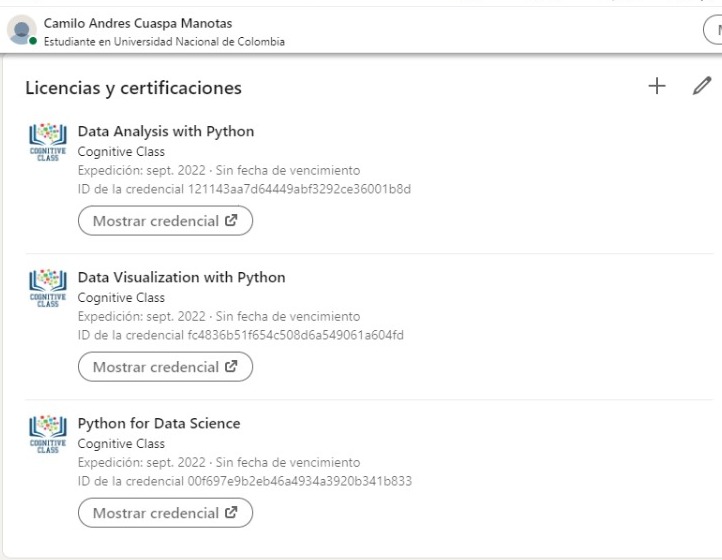 Camilo Andres Cuaspa Manotas
Estudiante en Universidad Nacional de Colombia
Licencias y certificaciones
COGNITIVE
CLASS
Data Analysis with Python
Cognitive Class
Expedición: sept. 2022 · Sin fecha de vencimiento
ID de la credencial 121143aa7d64449abf3292ce36001b8d
Mostrar credencial
COGNITIVE
CLASS
Data Visualization with Python
Cognitive Class
Expedición: sept. 2022 · Sin fecha de vencimiento
ID de la credencial fc4836b51f654c508d6a549061a604fd
Mostrar credencial
COGNITIVE
CLASS
Python for Data Science
Cognitive Class
Expedición: sept. 2022 · Sin fecha de vencimiento
ID de la credencial 00f697e9b2eb46a4934a3920b341b833
Mostrar credencial